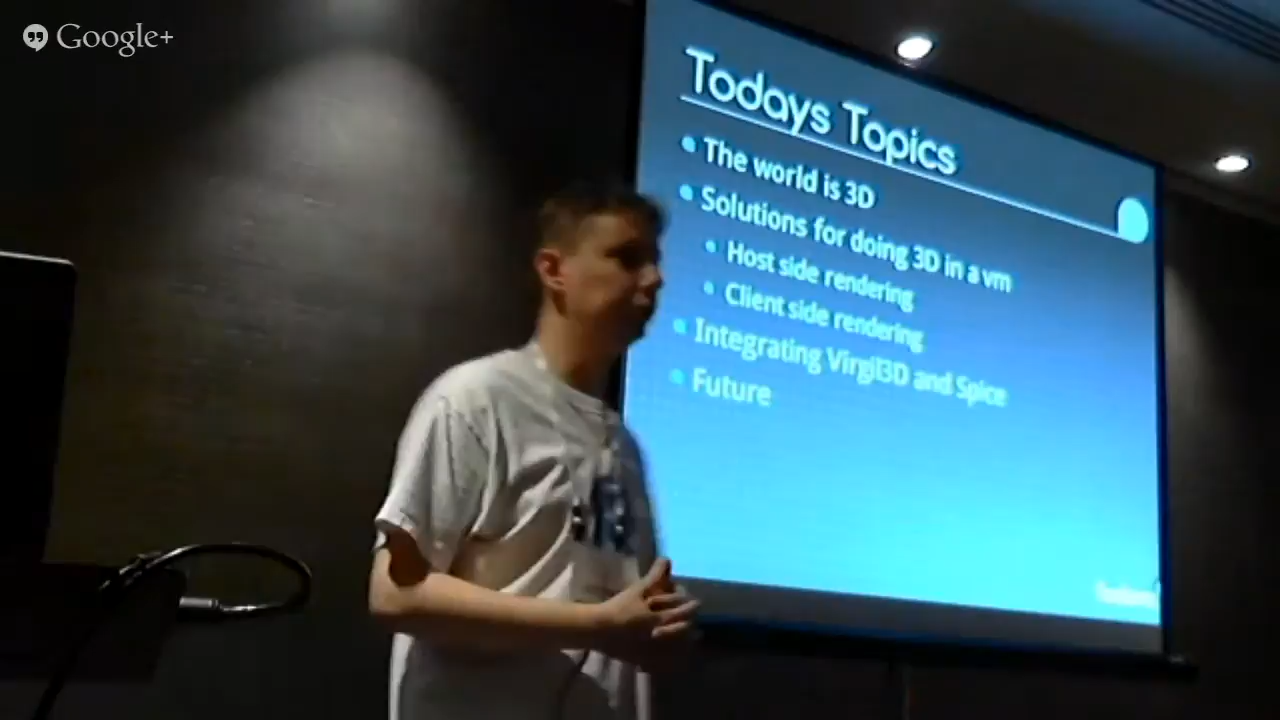 Google+
Todays Topics
The world is 3D
Solutions for doing 3D in a vm
Host side rendering
Client side rendering
Integrating Virgil3D and Spice
Future